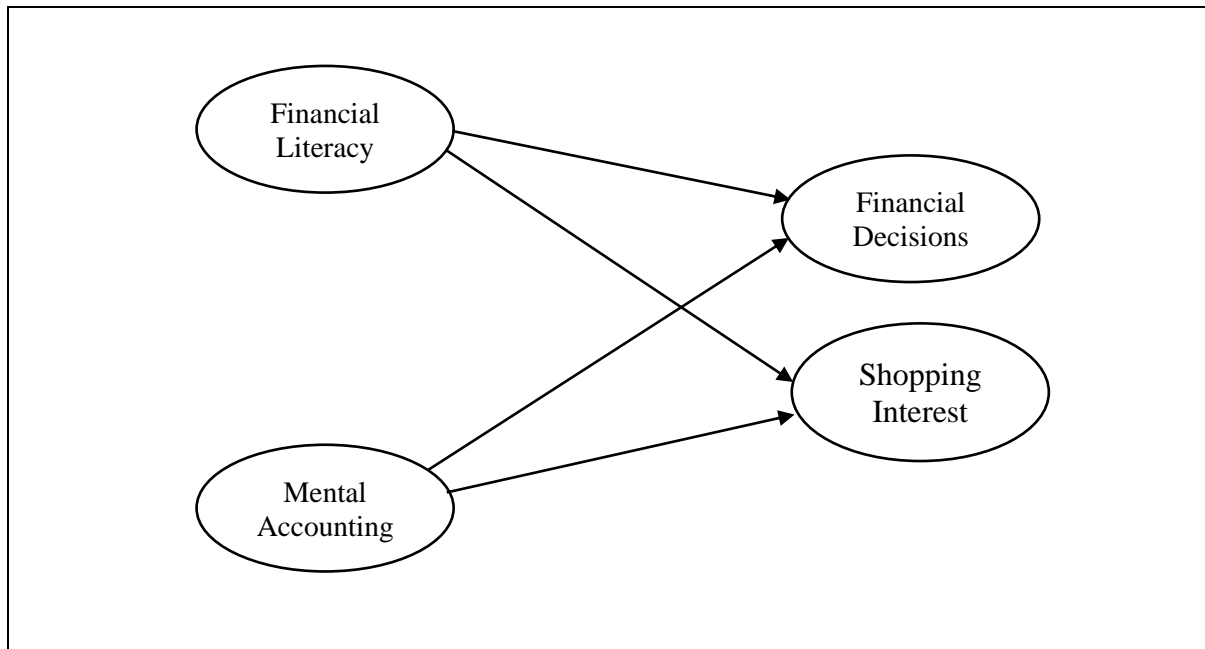 Financial
Literacy
Financial
Decisions
Shopping
Interest
Mental
Accounting